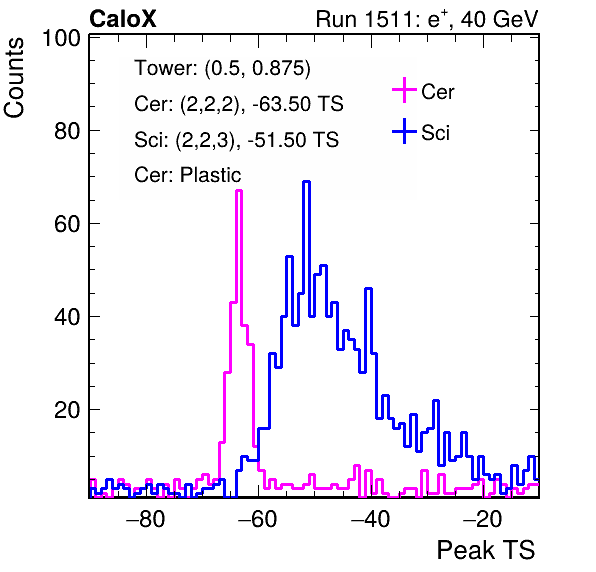 CaloX Run 1511: e+, 40 GeV
Counts
Tower: (0.5, 0.875)
Cer: (2,2,2), -63.50 TS
Sci: (2,2,3), -51.50 TS
Cer: Plastic
Cer
Sci
100
80
60
40
20
−80 −60 −40 −20
Peak TS